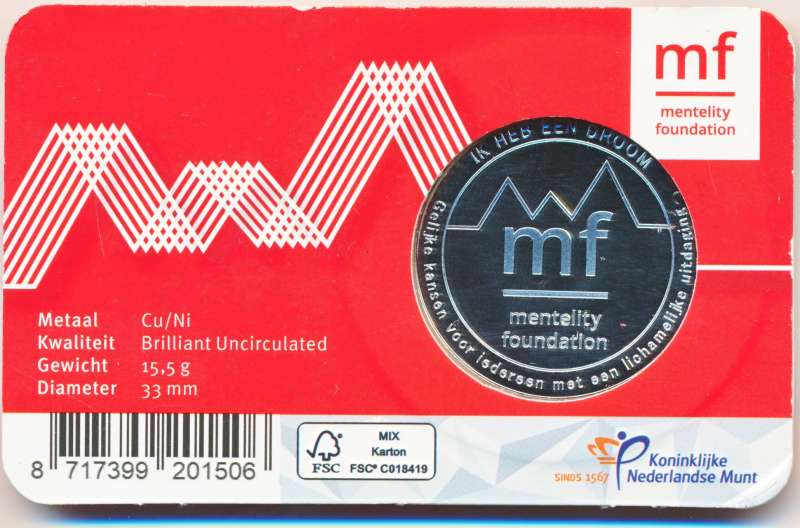 mf
mentelity
foundation
IK HEB EEN DROOM
mf
mentelity
foundation
Gelijke kansen voor iedereen met een lichamelijke uitdaging
Metaal Cu/Ni
Kwaliteit Brilliant Uncirculated
Gewicht 15,5 g
Diameter 33 mm
8 717399 201506
FSC
MIX
Karton
FSC® C018419
SINDS 1567
Koninklijke
Nederlandse Munt